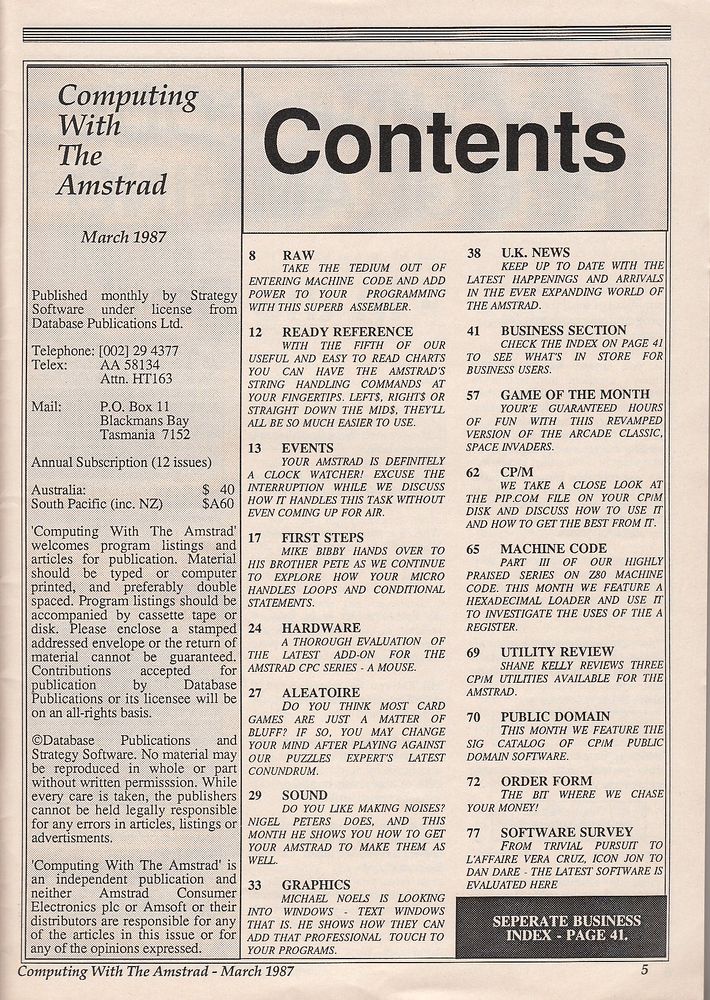 Computing
With
The
Amstrad
March 1987
Published monthly by Strategy
Software under license from
Database Publications Ltd.
Telephone: [002] 29 4377
Telex: AA 58134
Attn. HT163
Mail: P.O. Box 11
Blackmans Bay
Tasmania 7152
Annual Subscription (12 issues)
Australia: $ 40
South Pacific (inc. NZ) $A60
'Computing With The Amstrad'
welcomes program listings and
articles for publication. Material
should be typed or computer
printed, and preferably double
spaced. Program listings should be
accompanied by cassette tape or
disk. Please enclose a stamped
addressed envelope or the return of
material cannot be guaranteed.
Contributions accepted for
publication by Database
Publications or its licensee will be
on an all-rights basis.
©Database Publications and
Strategy Software. No material may
be reproduced in whole or part
without written permisssion. While
every care is taken, the publishers
cannot be held legally responsible
for any errors in articles, listings or
advertisments.
'Computing With The Amstrad' is
an independent publication and
neither Amstrad Consumer
Electronics plc or Amsoft or their
distributors are responsible for any
of the articles in this issue or for
any of the opinions expressed.
Contents
8 RAW
TAKE THE TEDIUM OUT OF
ENTERING MACHINE CODE AND ADD
POWER TO YOUR PROGRAMMING
WITH THIS SUPERB ASSEMBLER.
12 READY REFERENCE
WITH THE FIFTH OF OUR
USEFUL AND EASY TO READ CHARTS
YOU CAN HAVE THE AMSTRAD'S
STRING HANDLING COMMANDS AT
YOUR FINGERTIPS. LEFT$, RIGHT$ OR
STRAIGHT DOWN THE MID$, THEY'LL
ALL BE SO MUCH EASIER TO USE.
13 EVENTS
YOUR AMSTRAD IS DEFINITELY
A CLOCK WATCHER! EXCUSE THE
INTERRUPTION WHILE WE DISCUSS
HOW IT HANDLES THIS TASK WITHOUT
EVEN COMING UP FOR AIR.
17 FIRST STEPS
MIKE BIBBY HANDS OVER TO
HIS BROTHER PETE AS WE CONTINUE
TO EXPLORE HOW YOUR MICRO
HANDLES LOOPS AND CONDITIONAL
STATEMENTS.
24 HARDWARE
A THOROUGH EVALUATION OF
THE LATEST ADD-ON FOR THE
AMSTRAD CPC SERIES - A MOUSE.
27 ALEATOIRE
DO YOU THINK MOST CARD
GAMES ARE JUST A MATTER OF
BLUFF? IF SO, YOU MAY CHANGE
YOUR MIND AFTER PLAYING AGAINST
OUR PUZZLES EXPERT'S LATEST
CONUNDRUM.
29 SOUND
DO YOU LIKE MAKING NOISES?
NIGEL PETERS DOES, AND THIS
MONTH HE SHOWS YOU HOW TO GET
YOUR AMSTRAD TO MAKE THEM AS
WELL.
33 GRAPHICS
MICHAEL NOELS IS LOOKING
INTO WINDOWS - TEXT WINDOWS
THAT IS. HE SHOWS HOW THEY CAN
ADD THAT PROFESSIONAL TOUCH TO
YOUR PROGRAMS.
38 U.K. NEWS
KEEP UP TO DATE WITH THE
LATEST HAPPENINGS AND ARRIVALS
IN THE EVER EXPANDING WORLD OF
THE AMSTRAD.
41 BUSINESS SECTION
CHECK THE INDEX ON PAGE 41
TO SEE WHAT'S IN STORE FOR
BUSINESS USERS.
57 GAME OF THE MONTH
YOUR'E GUARANTEED HOURS
OF FUN WITH THIS REVAMPED
VERSION OF THE ARCADE CLASSIC,
SPACE INVADERS.
62 CP/M
WE TAKE A CLOSE LOOK AT
THE PIP.COM FILE ON YOUR CP/M
DISK AND DISCUSS HOW TO USE IT
AND HOW TO GET THE BEST FROM IT.
65 MACHINE CODE
PART III OF OUR HIGHLY
PRAISED SERIES ON Z80 MACHINE
CODE. THIS MONTH WE FEATURE A
HEXADECIMAL LOADER AND USE IT
TO INVESTIGATE THE USES OF THE A
REGISTER.
69 UTILITY REVIEW
SHANE KELLY REVIEWS THREE
CP/M UTILITIES AVAILABLE FOR THE
AMSTRAD.
70 PUBLIC DOMAIN
THIS MONTH WE FEATURE THE
SIG CATALOG OF CP/M PUBLIC
DOMAIN SOFTWARE.
72 ORDER FORM
THE BIT WHERE WE CHASE
YOUR MONEY!
77 SOFTWARE SURVEY
FROM TRIVIAL PURSUIT TO
L'AFFAIRE VERA CRUZ, ICON JON TO
DAN DARE - THE LATEST SOFTWARE IS
EVALUATED HERE
SEPERATE BUSINESS
INDEX - PAGE 41.
Computing With The Amstrad - March 1987 5